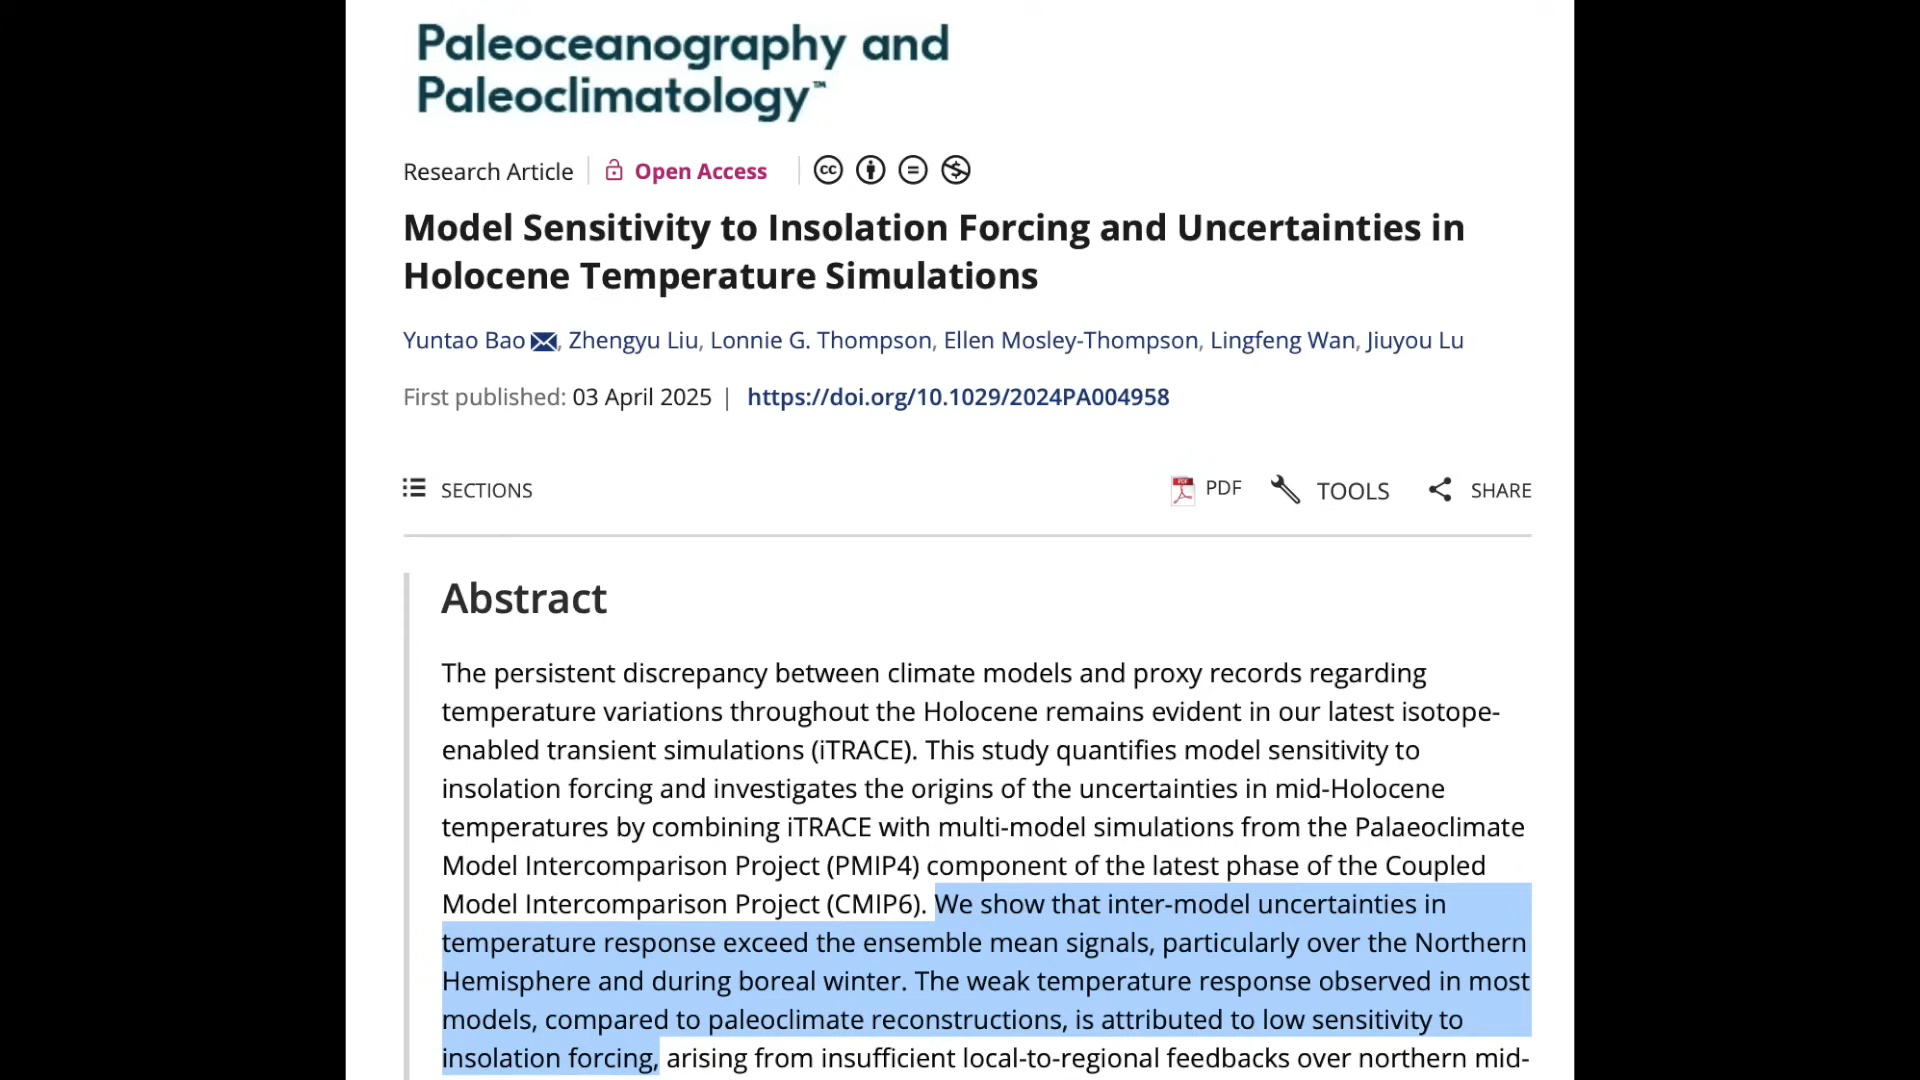 Paleoceanography and
Paleoclimatology™
Research Article Open Access
Model Sensitivity to Insolation Forcing and Uncertainties in
Holocene Temperature Simulations
Yuntao Bao, Zhengyu Liu, Lonnie G. Thompson, Ellen Mosley-Thompson, Lingfeng Wan, Jiuyou Lu
First published: 03 April 2025 | https://doi.org/10.1029/2024PA004958
SECTIONS PDF TOOLS SHARE
Abstract
The persistent discrepancy between climate models and proxy records regarding
temperature variations throughout the Holocene remains evident in our latest isotope-
enabled transient simulations (iTRACE). This study quantifies model sensitivity to
insolation forcing and investigates the origins of the uncertainties in mid-Holocene
temperatures by combining iTRACE with multi-model simulations from the Palaeoclimate
Model Intercomparison Project (PMIP4) component of the latest phase of the Coupled
Model Intercomparison Project (CMIP6). We show that inter-model uncertainties in
temperature response exceed the ensemble mean signals, particularly over the Northern
Hemisphere and during boreal winter. The weak temperature response observed in most
models, compared to paleoclimate reconstructions, is attributed to low sensitivity to
insolation forcing, arising from insufficient local-to-regional feedbacks over northern mid-